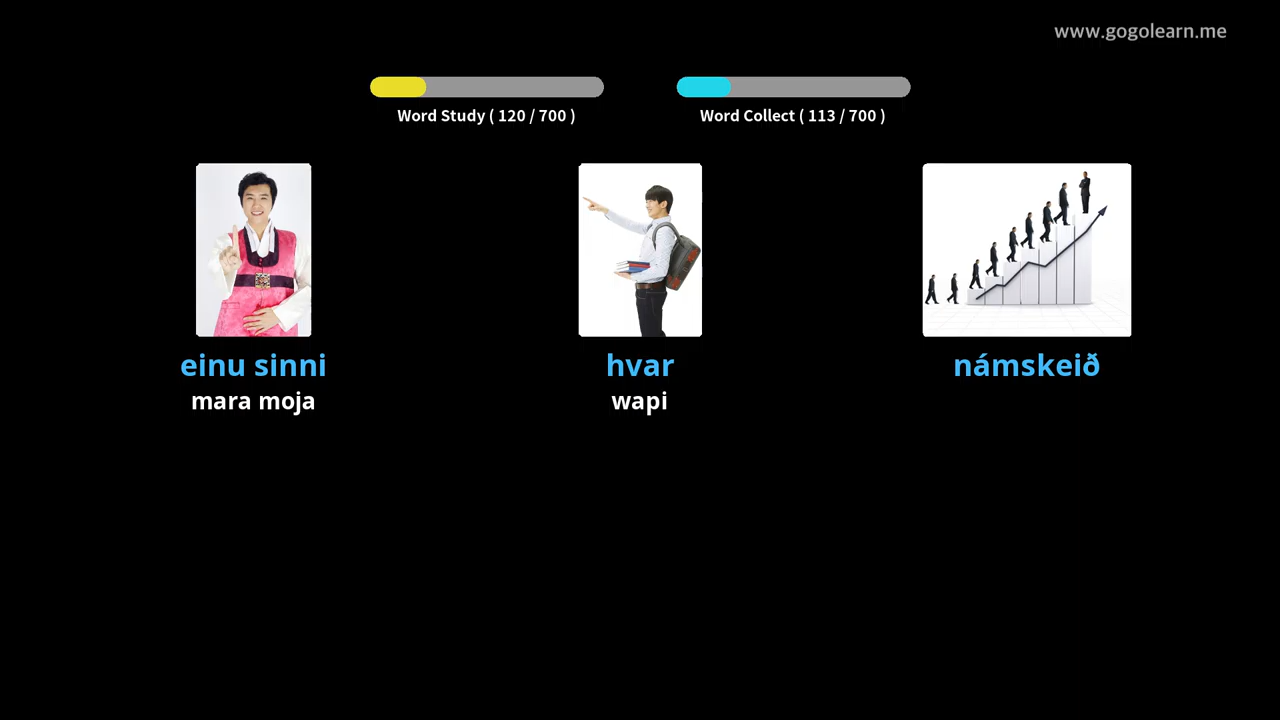 www.gogolearn.me
Word Study ( 120 / 700 )
Word Collect ( 113 / 700 )
einu sinni
mara moja
hvar
wapi
námskeið